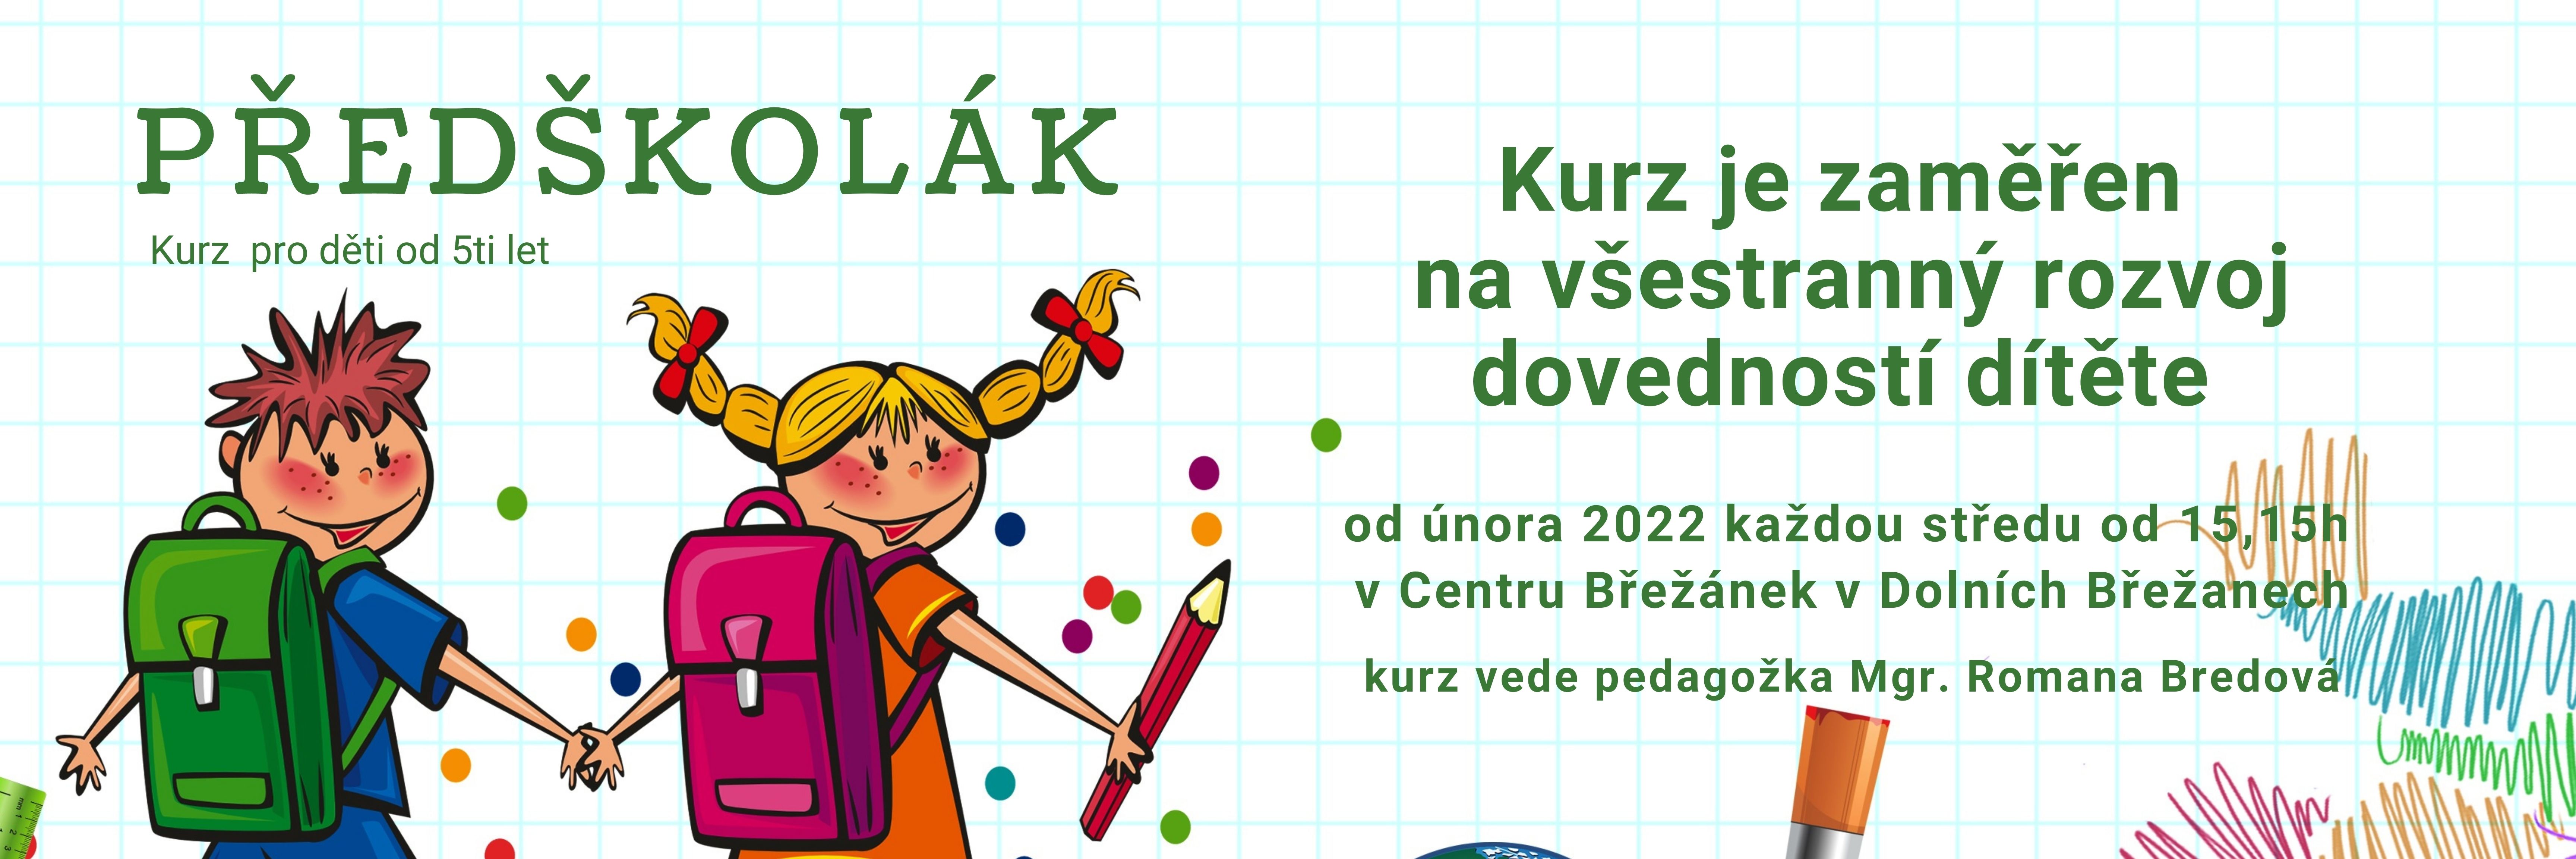 PŘEDŠKOLÁK
Kurz pro děti od 5ti let
Kurz je zaměřen
na všestranný rozvoj
dovedností dítěte
od února 2022 každou středu od 15,15h
v Centru Břežánek v Dolních Břežanech
kurz vede pedagožka Mgr. Romana Bredová